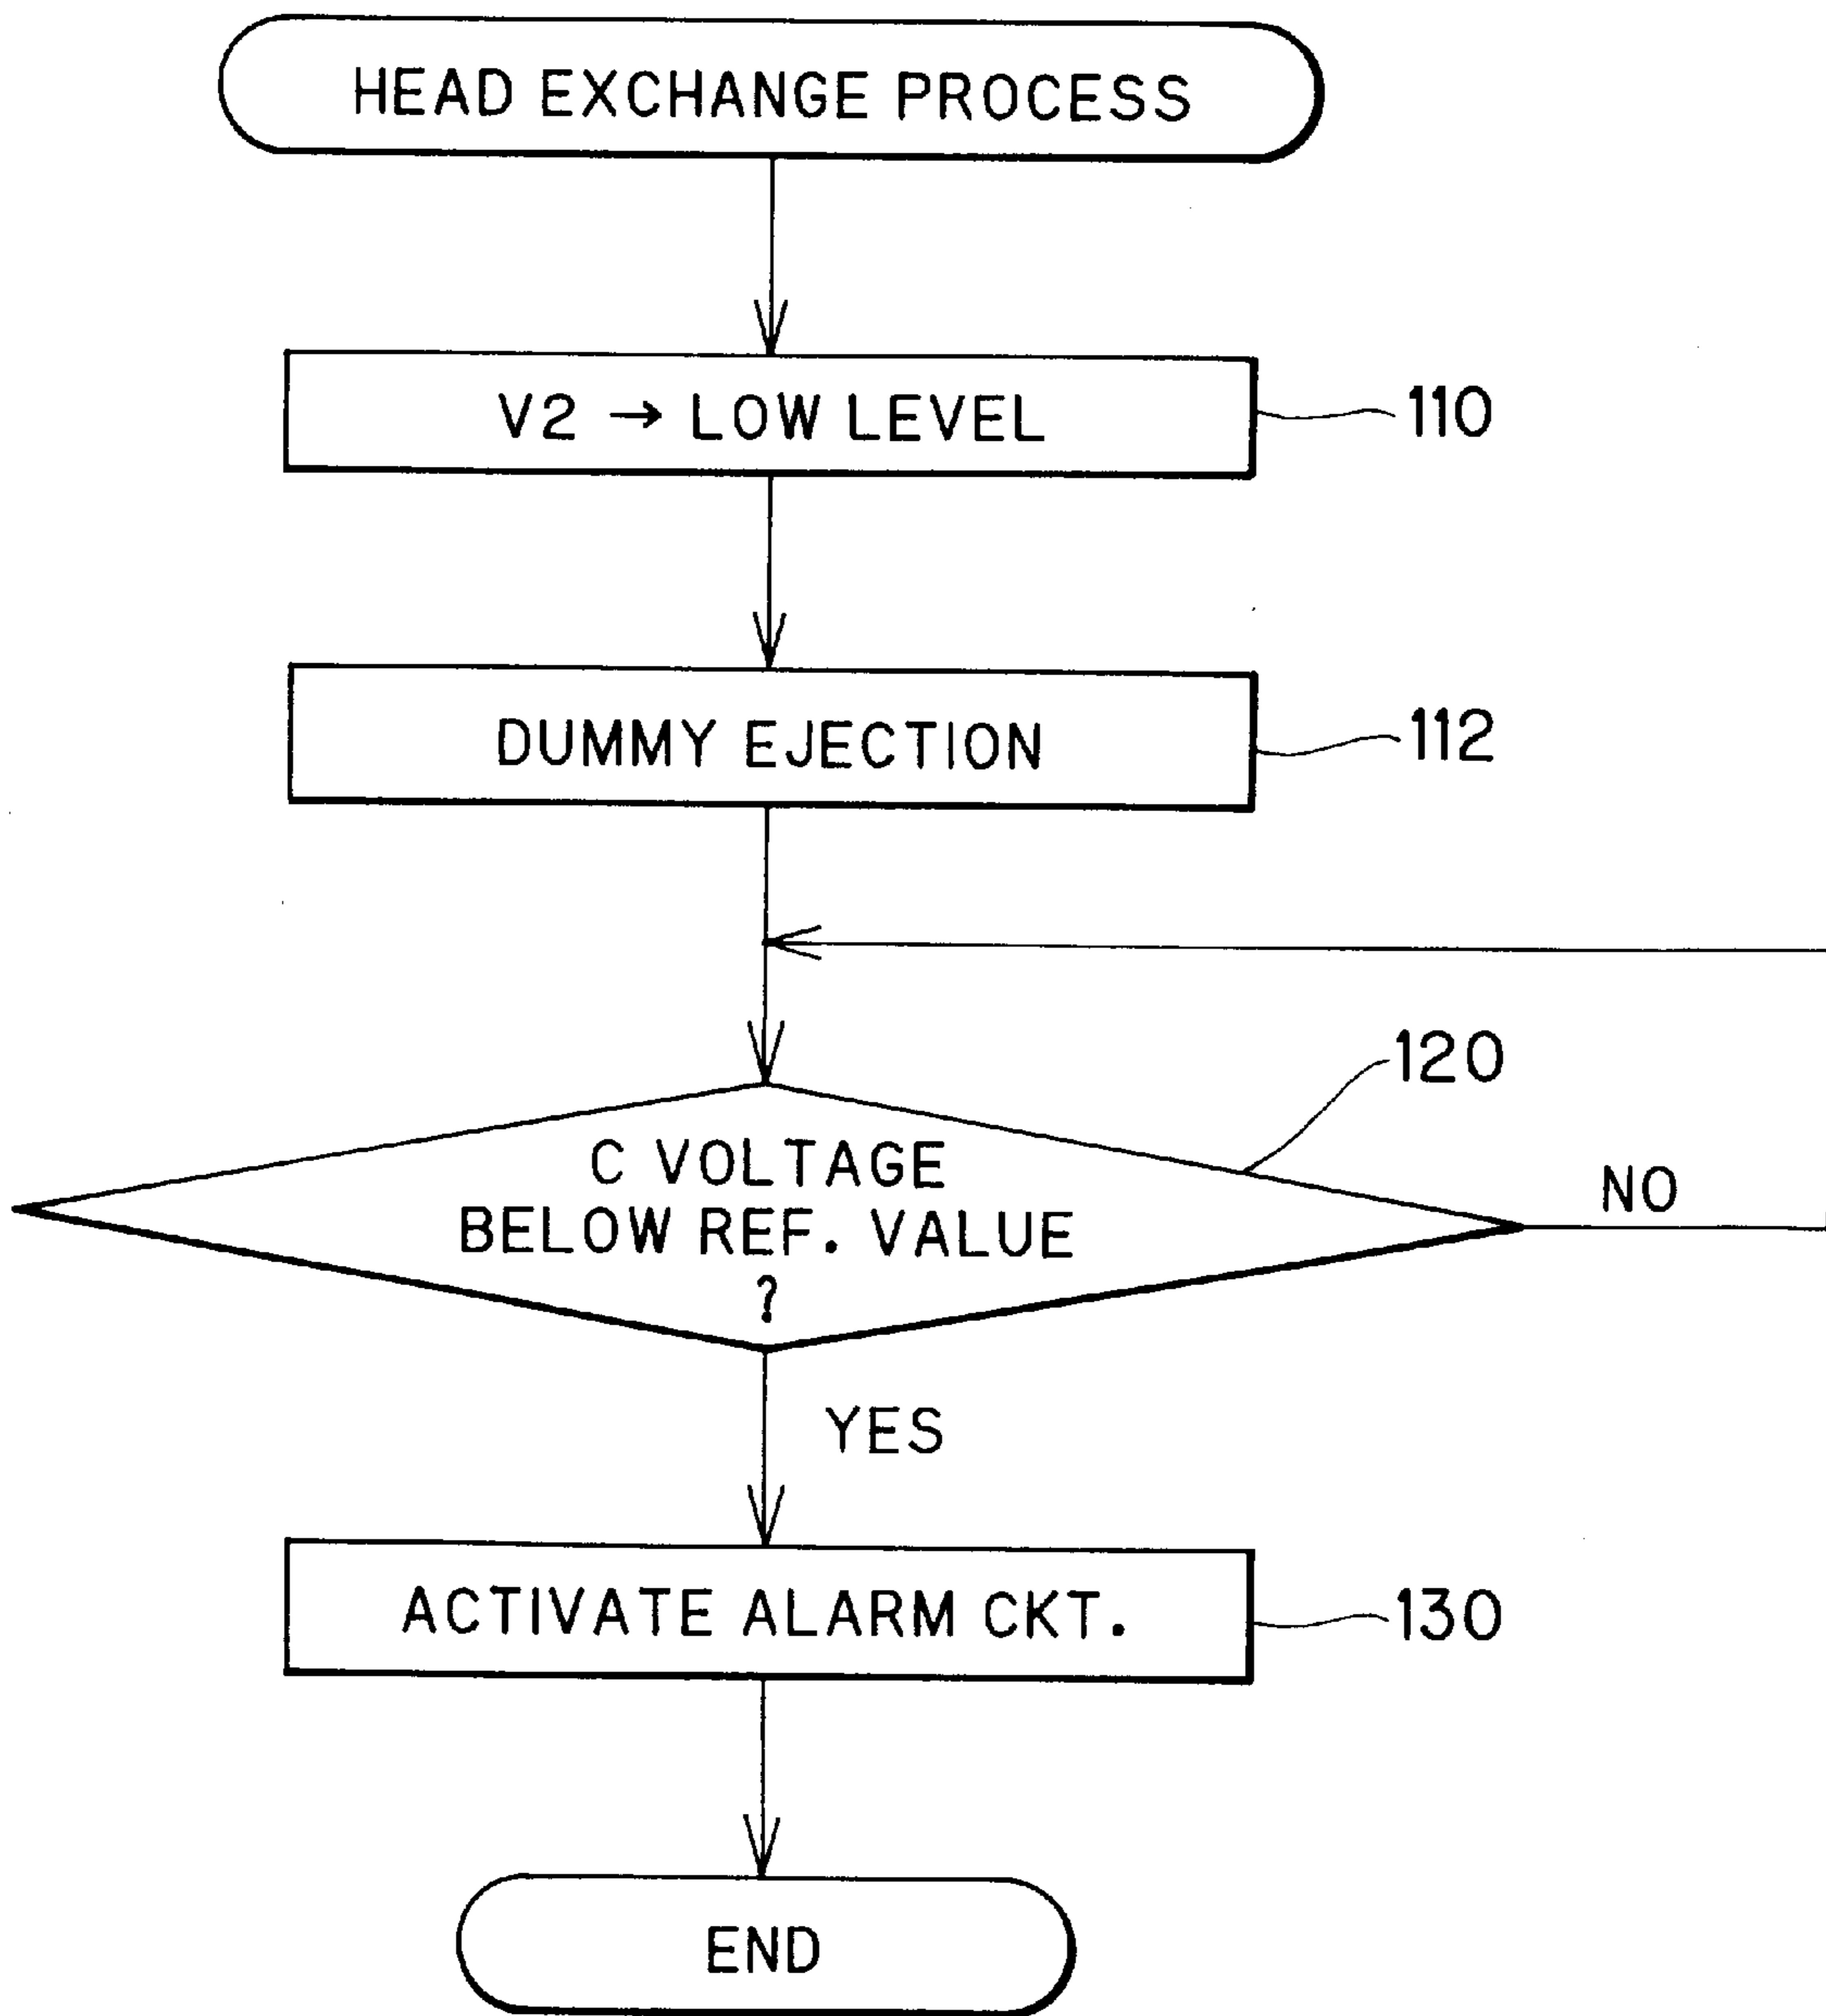 HEAD EXCHANGE PROCESS
V2 → LOW LEVEL
110
DUMMY EJECTION
112
120
C VOLTAGE
BELOW REF. VALUE
?
NO
YES
ACTIVATE ALARM CKT.
130
END